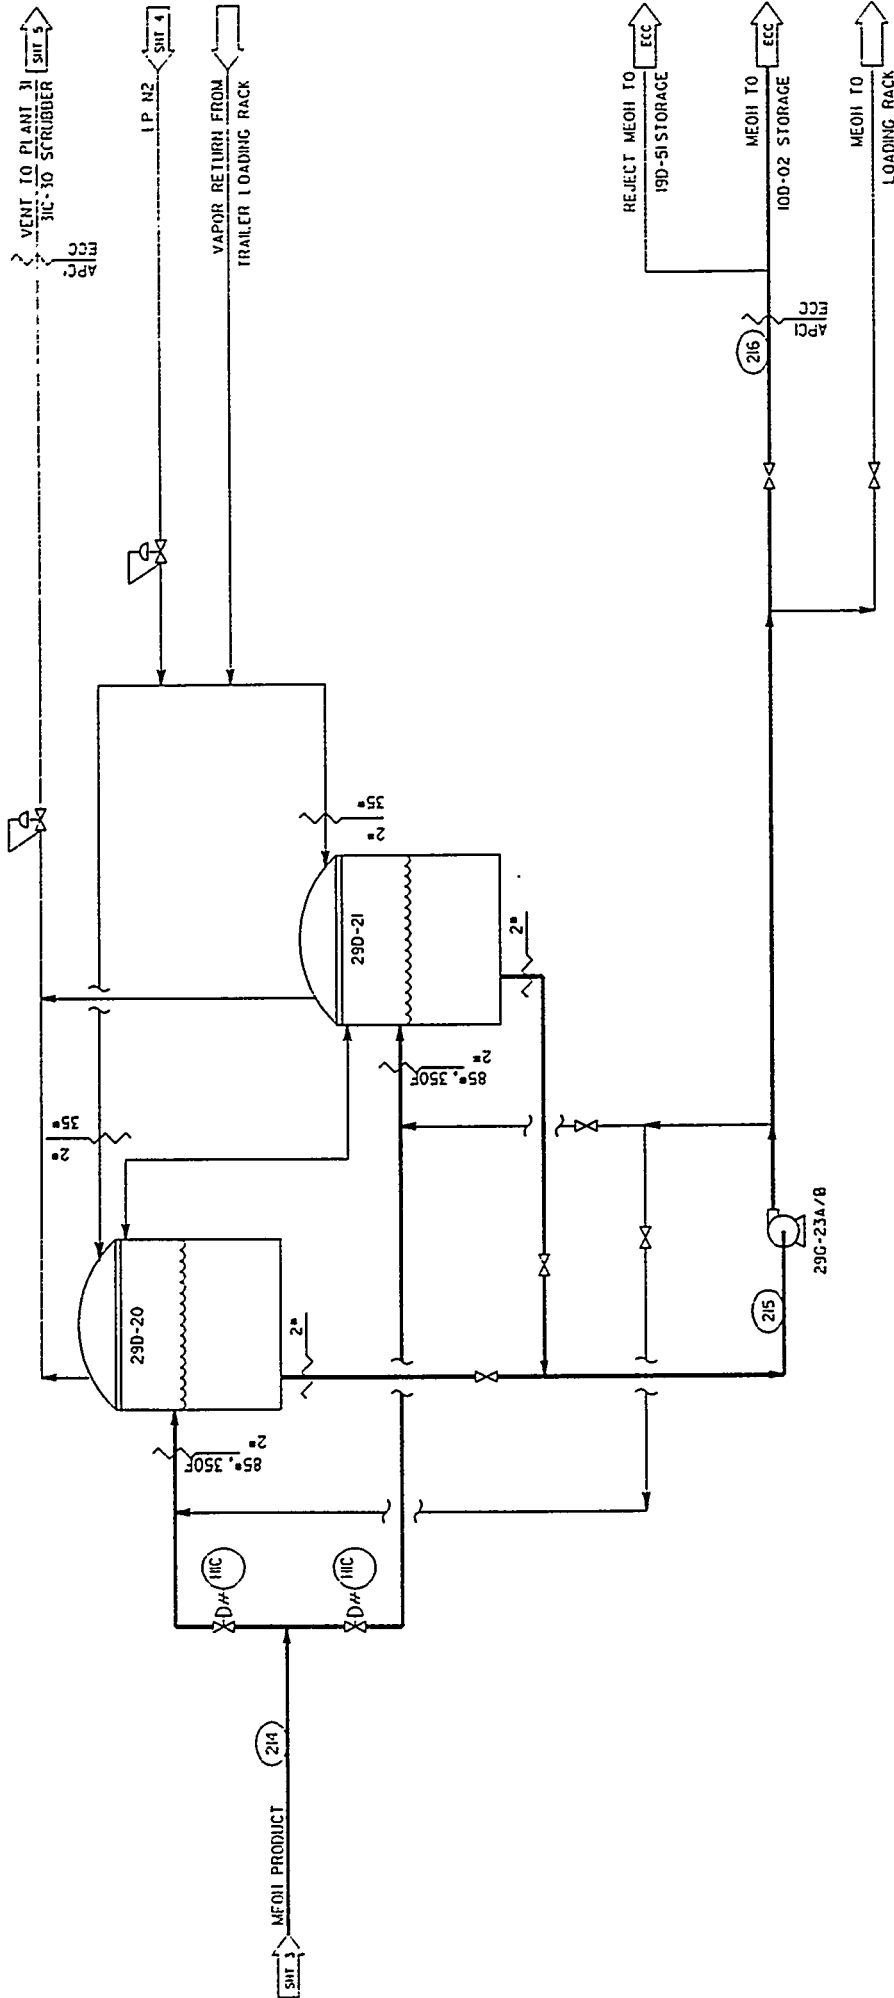 SHT 5
VENT TO PLANT 31
31C-30 SCRUBBER
APCI
ECC
SHT 4
LP N2
VAPOR RETURN FROM
TRAILER LOADING RACK
35#
2#
35#
2#
29D-20
29D-21
2#
2#
85#, 350F
2#
85#, 350F
2#
HIC
HIC
214
MEOH PRODUCT
SHT 3
215
29G-23A/B
216
APCI
ECC
ECC
REJECT MEOH TO
19D-51 STORAGE
ECC
MEOH TO
10D-02 STORAGE
MEOH TO
LOADING RACK